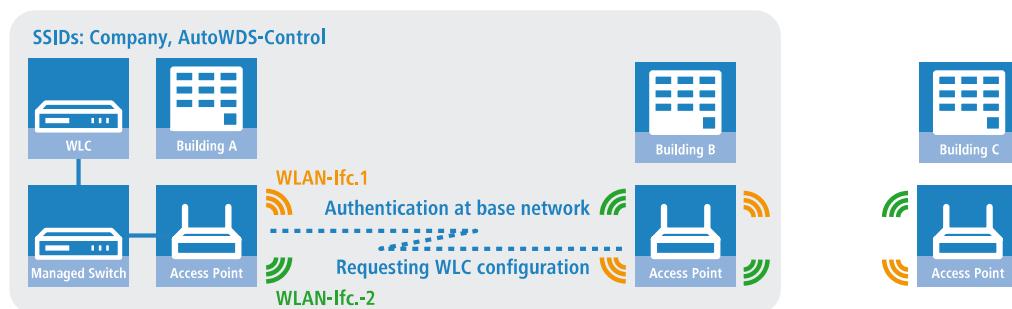 SSIDs: Company, AutoWDS-Control
WLC
Building A
Building B
Building C
WLAN-Ifc.1
Authentication at base network
Requesting WLC configuration
Managed Switch
Access Point
Access Point
Access Point
WLAN-Ifc.-2